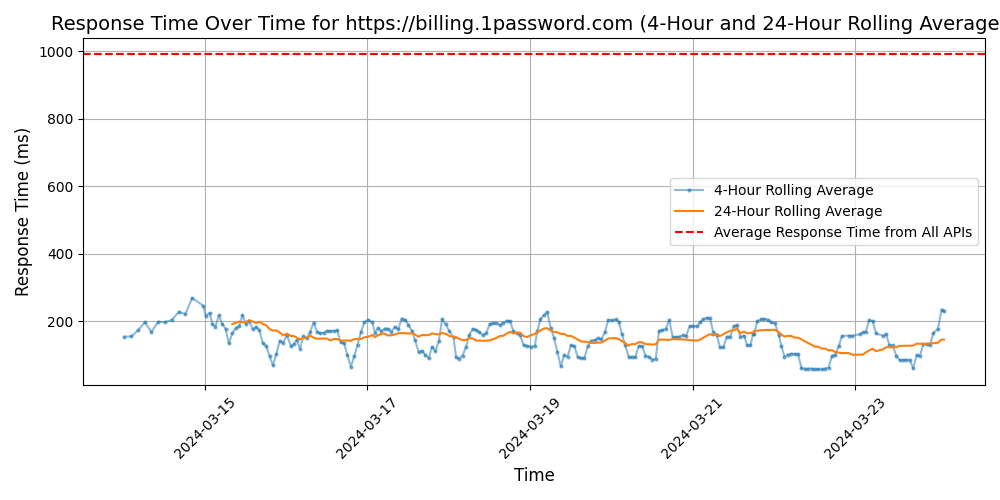 Response Time Over Time for https://billing.1password.com (4-Hour and 24-Hour Rolling Average
1000
800
600
400
200
Response Time (ms)
4-Hour Rolling Average
24-Hour Rolling Average
Average Response Time from All APIs
2024-03-15
2024-03-17
2024-03-19
2024-03-21
2024-03-23
Time